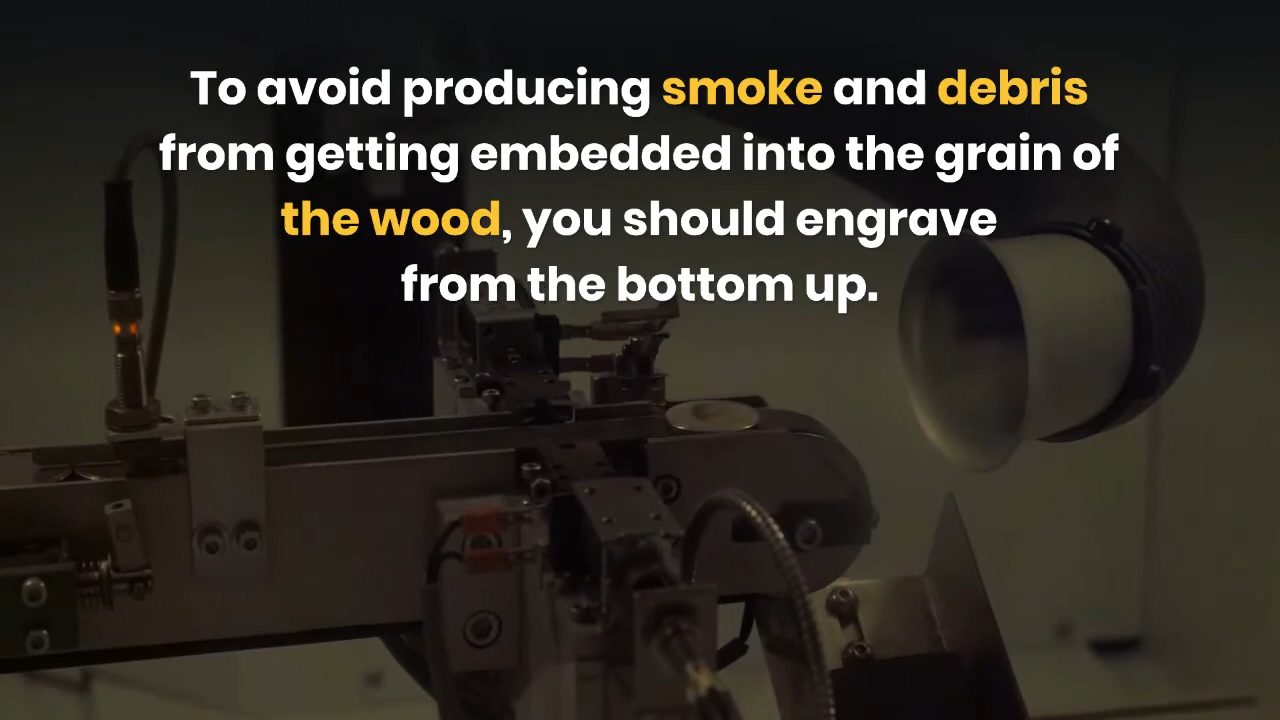 To avoid producing smoke and debris
from getting embedded into the grain of
the wood, you should engrave
from the bottom up.